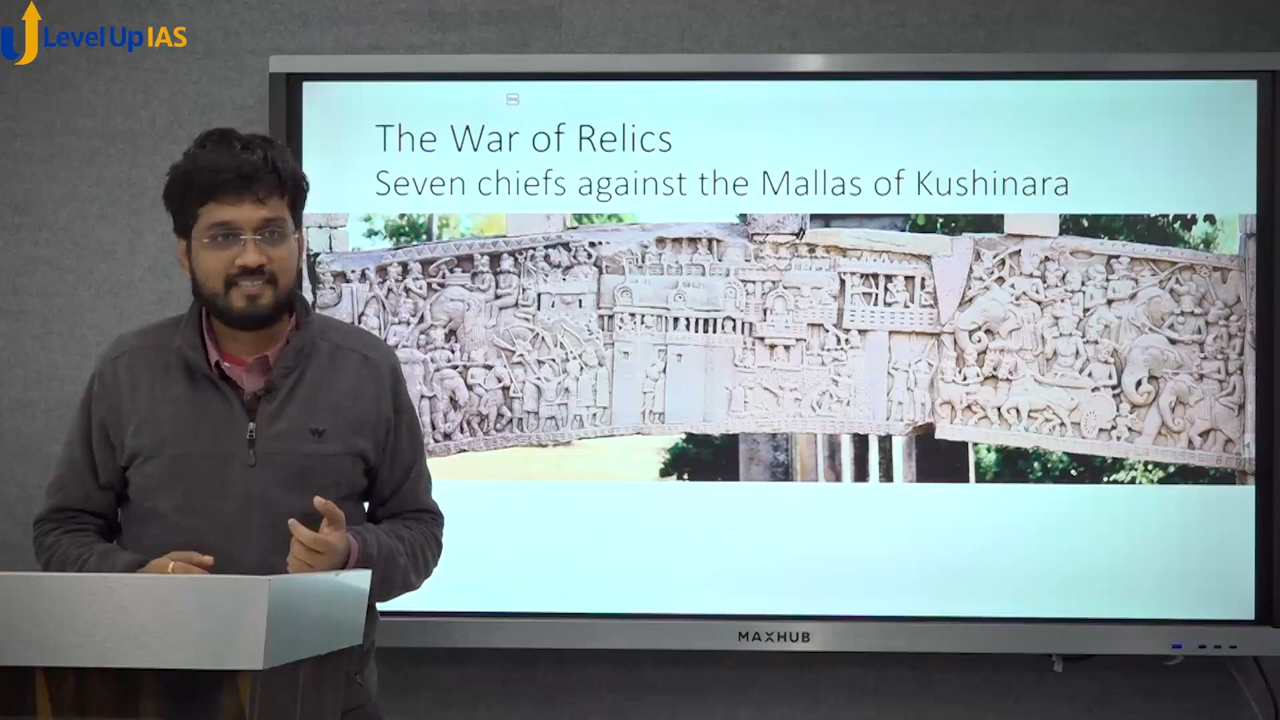 Level Up IAS
The War of Relics
Seven chiefs against the Mallas of Kushinara
W
MAXHUB